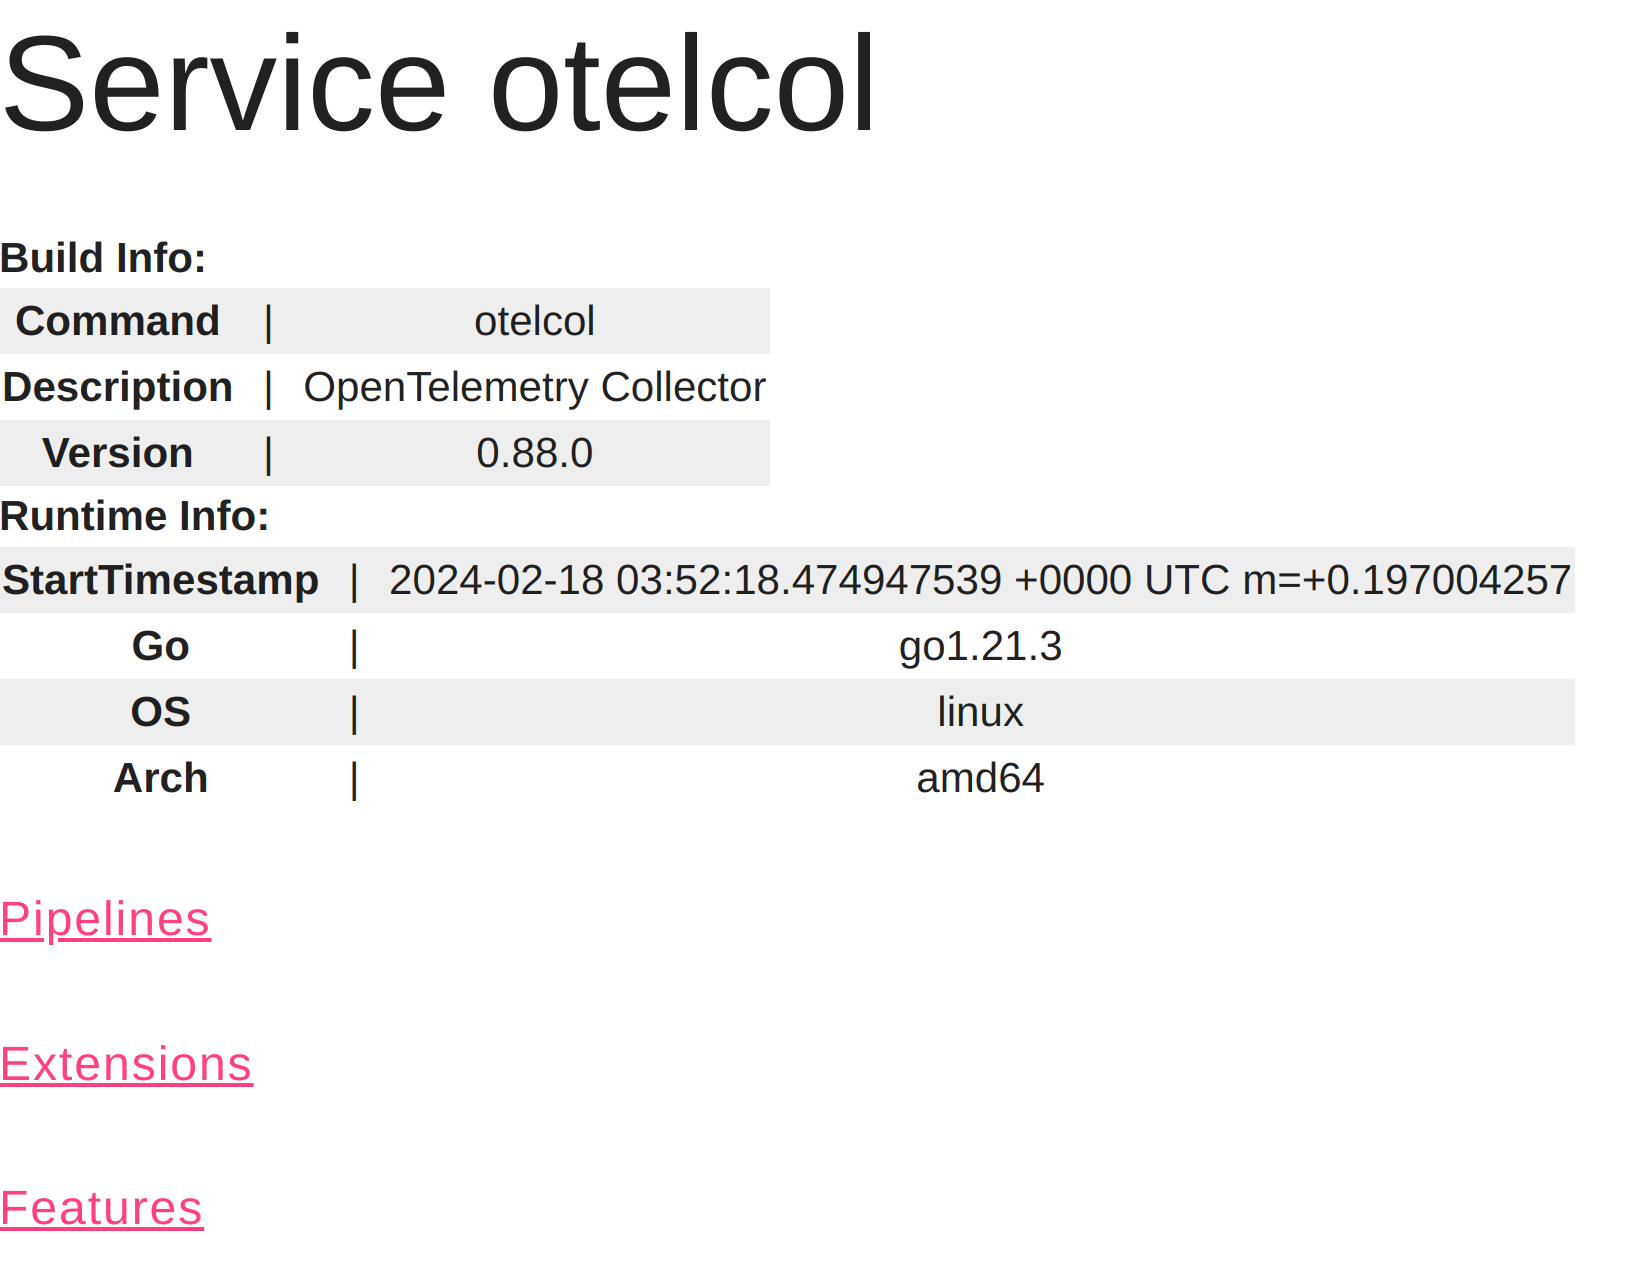 Service otelcol
Build Info:
Command | otelcol
Description | OpenTelemetry Collector
Version | 0.88.0
Runtime Info:
StartTimestamp | 2024-02-18 03:52:18.474947539 +0000 UTC m=+0.197004257
Go | go1.21.3
OS | linux
Arch | amd64
Pipelines
Extensions
Features